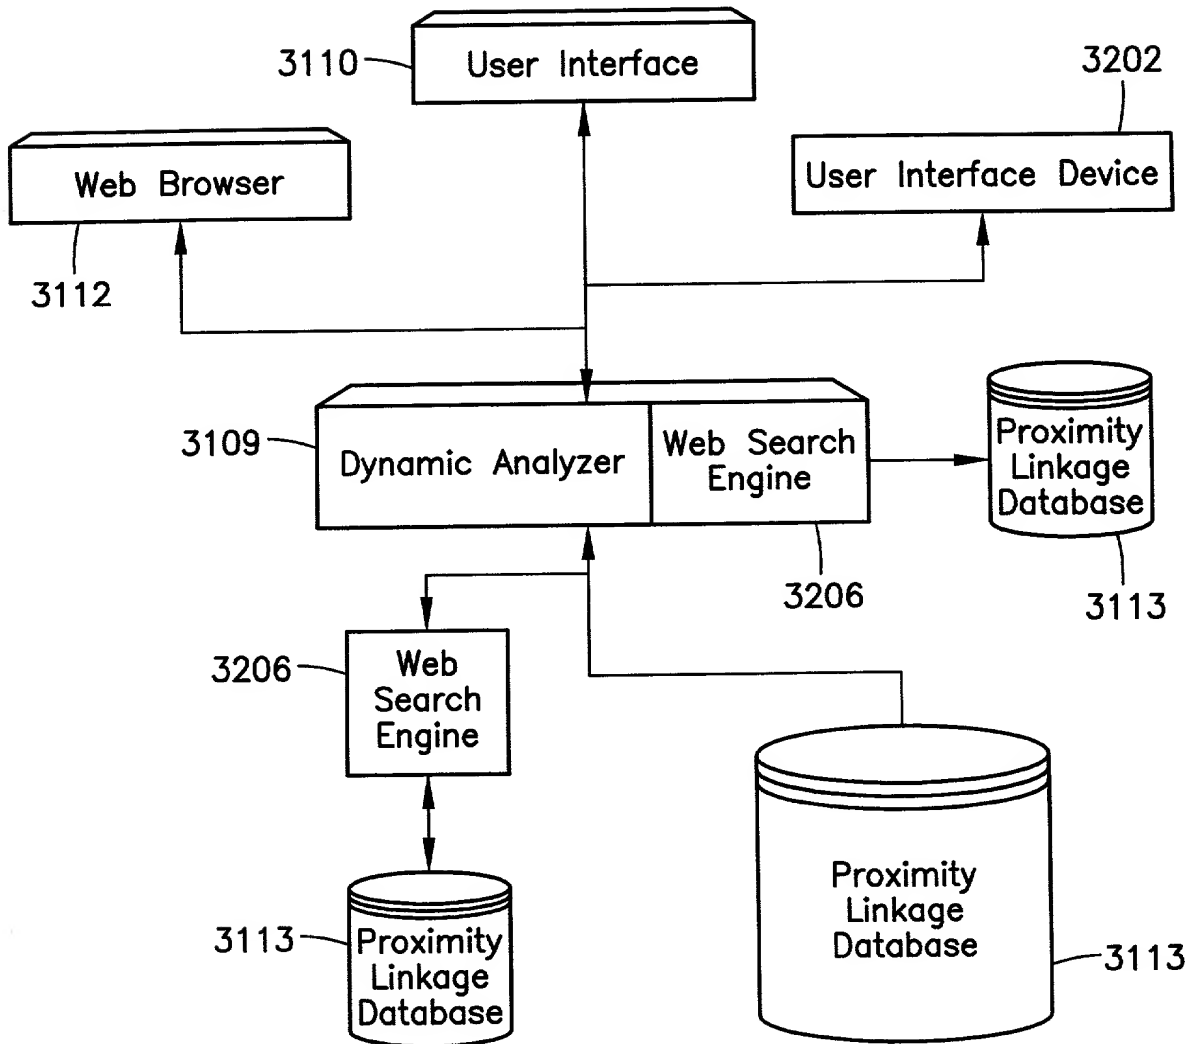 3110
User Interface
3202
Web Browser
User Interface Device
3112
3109
Dynamic Analyzer
Web Search
Engine
Proximity
Linkage
Database
3206
3113
3206
Web
Search
Engine
Proximity
Linkage
Database
3113
3113
Proximity
Linkage
Database